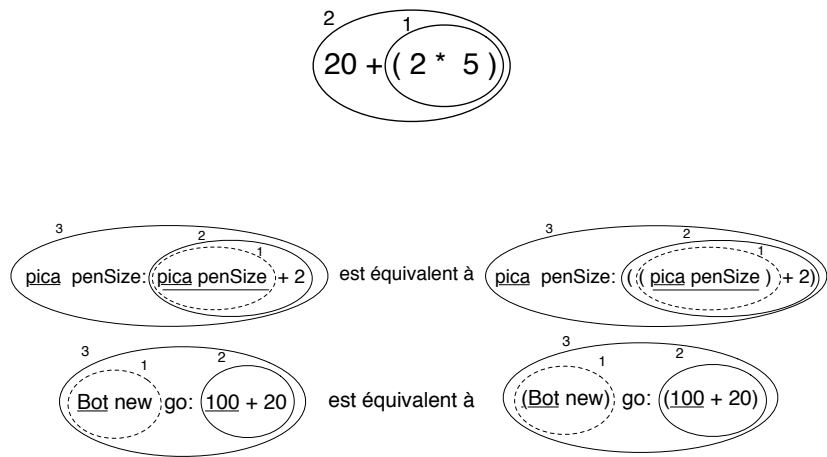 2
1
20 + ( 2 * 5 )
3
2
1
pica penSize: pica penSize + 2
est équivalent à
3
2
1
pica penSize: ( ( pica penSize ) + 2)
3
1
2
Bot new go: 100 + 20
est équivalent à
3
1
2
(Bot new) go: (100 + 20)